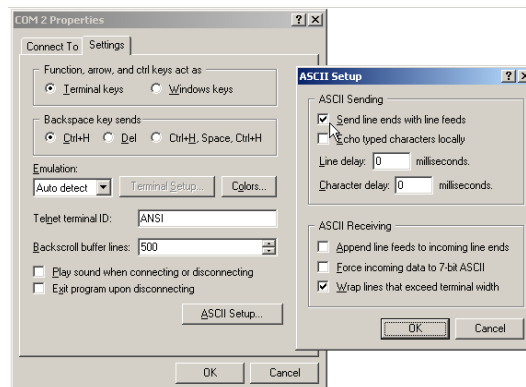 COM 2 Properties
Connect To
Settings
Function, arrow, and ctrl keys act as
Terminal keys
Windows keys
Backspace key sends
Ctrl+H
Del
Ctrl+H, Space, Ctrl+H
Emulation:
Auto detect
Terminal Setup...
Colors...
Telnet terminal ID:
ANSI
Backscroll buffer lines:
500
Play sound when connecting or disconnecting
Exit program upon disconnecting
ASCII Setup...
OK
Cancel
ASCII Setup
ASCII Sending
Send line ends with line feeds
Echo typed characters locally
Line delay: 0 milliseconds.
Character delay: 0 milliseconds.
ASCII Receiving
Append line feeds to incoming line ends
Force incoming data to 7-bit ASCII
Wrap lines that exceed terminal width
OK
Cancel